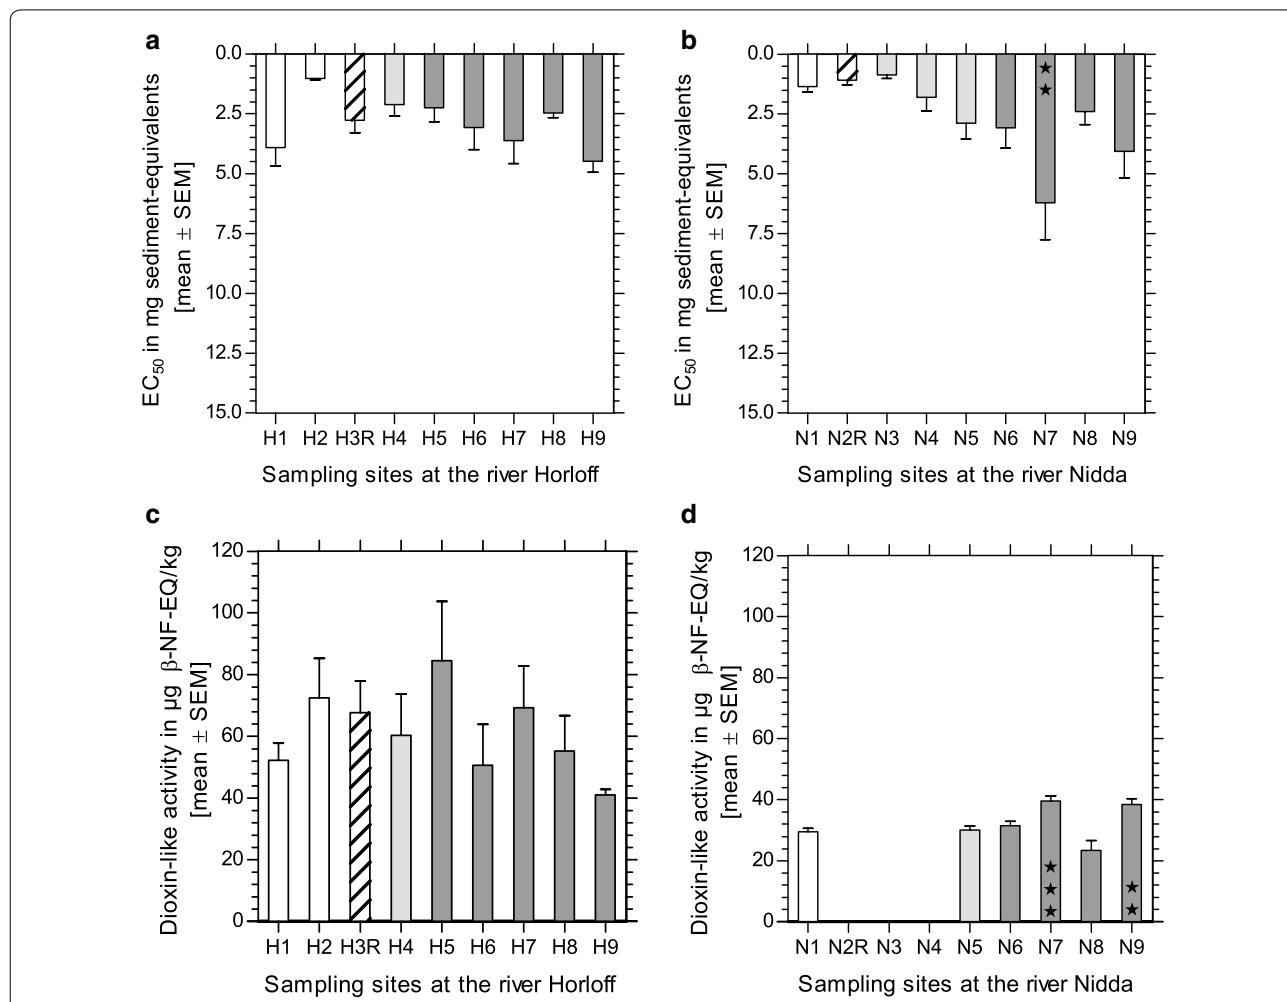 a
0.0
2.5
5.0
7.5
10.0
12.5
15.0
EC50 in mg sediment-equivalents
[mean ± SEM]
H1 H2 H3R H4 H5 H6 H7 H8 H9
Sampling sites at the river Horloff
b
0.0
2.5
5.0
7.5
10.0
12.5
15.0
EC50 in mg sediment-equivalents
[mean ± SEM]
★
★
N1 N2R N3 N4 N5 N6 N7 N8 N9
Sampling sites at the river Nidda
c
120
100
80
60
40
20
0
Dioxin-like activity in µg β-NF-EQ/kg
[mean ± SEM]
H1 H2 H3R H4 H5 H6 H7 H8 H9
Sampling sites at the river Horloff
d
120
100
80
60
40
20
0
Dioxin-like activity in µg β-NF-EQ/kg
[mean ± SEM]
★
★
★
★
★
N1 N2R N3 N4 N5 N6 N7 N8 N9
Sampling sites at the river Nidda